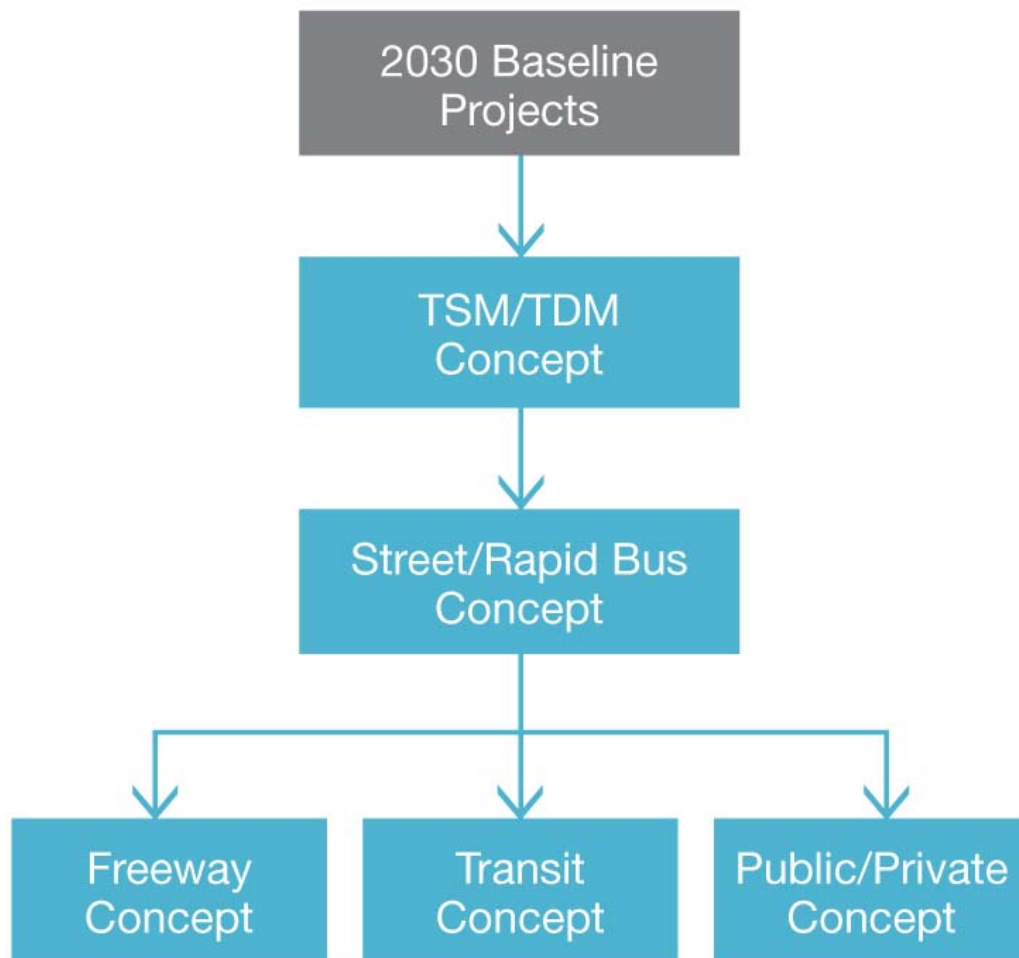 2030 Baseline
Projects
TSM/TDM
Concept
Street/Rapid Bus
Concept
Freeway
Concept
Transit
Concept
Public/Private
Concept